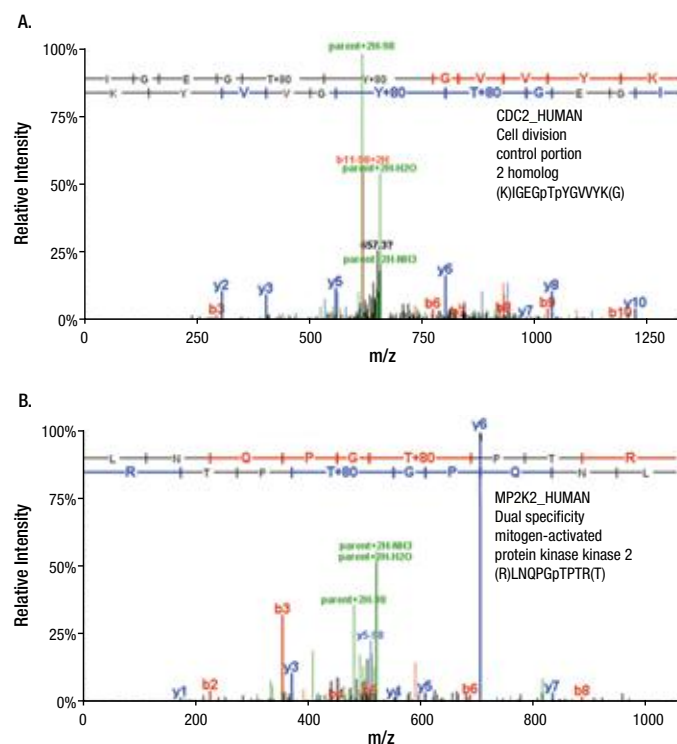 A.
parent+2H-98
100%
I G E G T+80 Y+80 G V V Y K
K Y V V G Y+80 T+80 G E G I
75%
CDC2_HUMAN
Cell division
control portion
2 homolog
(K)IGEGpTpYGVVYK(G)
b11-98+2H
parent+2H-H2O
50%
657.37
25%
parent+2H-NH3
y2 y3 y5 y6 y8
b3 b6 b8 b9 y7 b10 y10
0%
Relative Intensity
0 250 500 750 1000 1250
m/z
B.
y6
100%
L N Q P G T+80 P T R
R T P T+80 G P Q N L
75%
MP2K2_HUMAN
Dual specificity
mitogen-activated
protein kinase kinase 2
(R)LNQPGpTPTR(T)
parent+2H-NH3
parent+2H-H2O
50%
parent+2H-98
b3
25%
y5-98
y3
y1 b2 y4 y5 b6 y7 b8
0%
Relative Intensity
0 200 400 600 800 1000
m/z